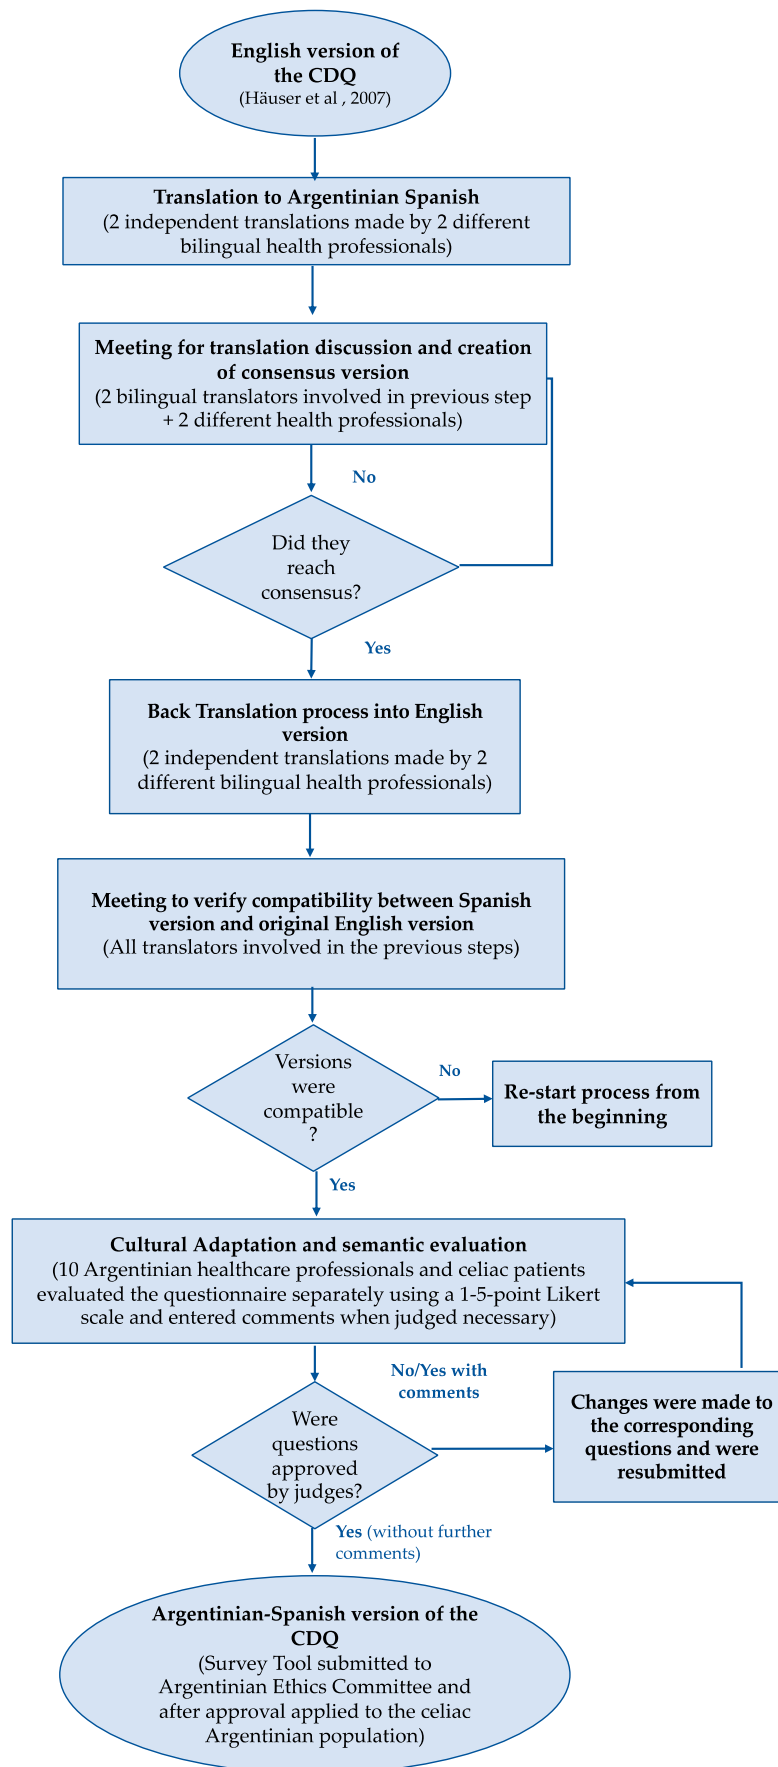 English version of
the CDQ
(Häuser et al , 2007)
Translation to Argentinian Spanish
(2 independent translations made by 2 different
bilingual health professionals)
Meeting for translation discussion and creation
of consensus version
(2 bilingual translators involved in previous step
+ 2 different health professionals)
No
Did they
reach
consensus?
Yes
Back Translation process into English
version
(2 independent translations made by 2
different bilingual health professionals)
Meeting to verify compatibility between Spanish
version and original English version
(All translators involved in the previous steps)
Versions
were
compatible
?
No
Re-start process from
the beginning
Yes
Cultural Adaptation and semantic evaluation
(10 Argentinian healthcare professionals and celiac patients
evaluated the questionnaire separately using a 1-5-point Likert
scale and entered comments when judged necessary)
No/Yes with
comments
Were
questions
approved
by judges?
Changes were made to
the corresponding
questions and were
resubmitted
Yes (without further
comments)
Argentinian-Spanish version of the
CDQ
(Survey Tool submitted to
Argentinian Ethics Committee and
after approval applied to the celiac
Argentinian population)